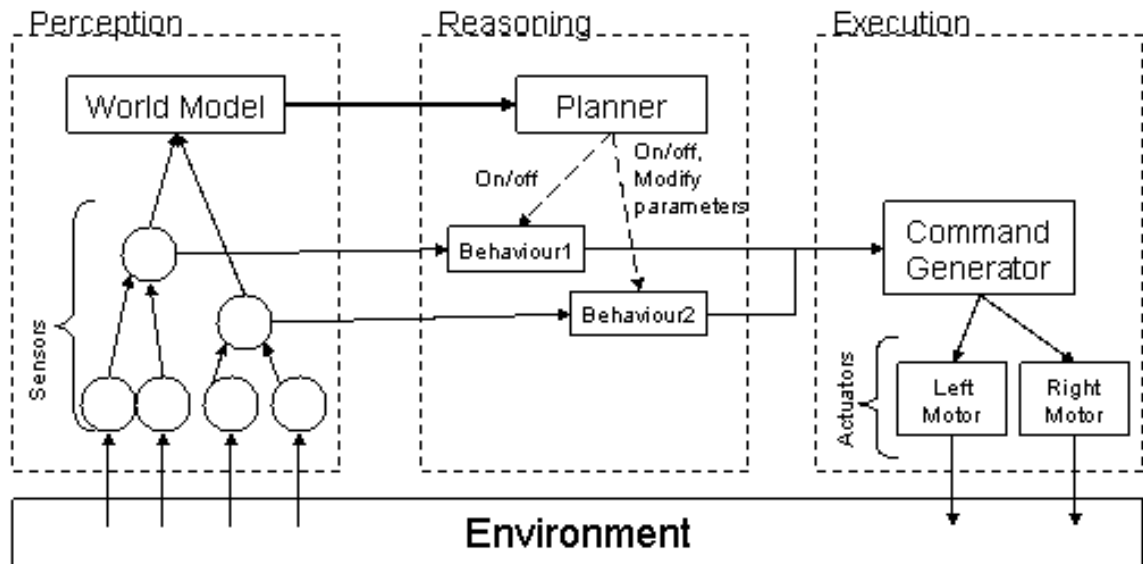 Perception
Reasoning
Execution
World Model
Planner
On/off
On/off,
Modify
parameters
Sensors
Behaviour1
Behaviour2
Command
Generator
Actuators
Left
Motor
Right
Motor
Environment